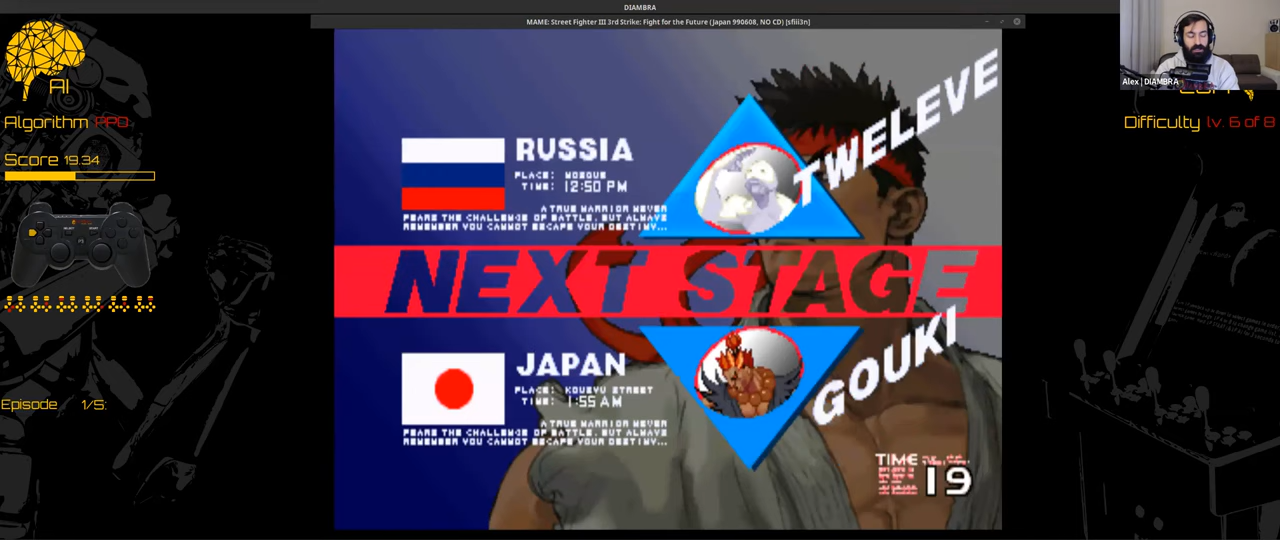 DIAMBRA
MAME: Street Fighter III 3rd Strike: Fight for the Future (Japan 990608, NO CD) [sfiii3n]
Alex | DIAMBRA
AI
Algorithm PPO
Score 19.34
Episode 1/5:
Difficulty lv. 6 of 8
RUSSIA
PLACE: MOSQUE
TIME: 12:50 PM
A TRUE WARRIOR NEVER
FEARS THE CHALLENGE OF BATTLE, BUT ALWAYS
REMEMBER YOU CANNOT ESCAPE YOUR DESTINY...
TWELEVE
NEXT STAGE
JAPAN
PLACE: KOURYU STREET
TIME: 1:55 AM
A TRUE WARRIOR NEVER
FEARS THE CHALLENGE OF BATTLE, BUT ALWAYS
REMEMBER YOU CANNOT ESCAPE YOUR DESTINY...
GOUKI
TIME
19